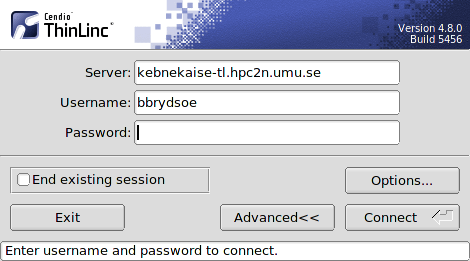 Cendio
ThinLinc
Version 4.8.0
Build 5456
Server: kebnekaise-tl.hpc2n.umu.se
Username: bbrydsoe
Password:
End existing session
Options...
Exit Advanced<< Connect
Enter username and password to connect.